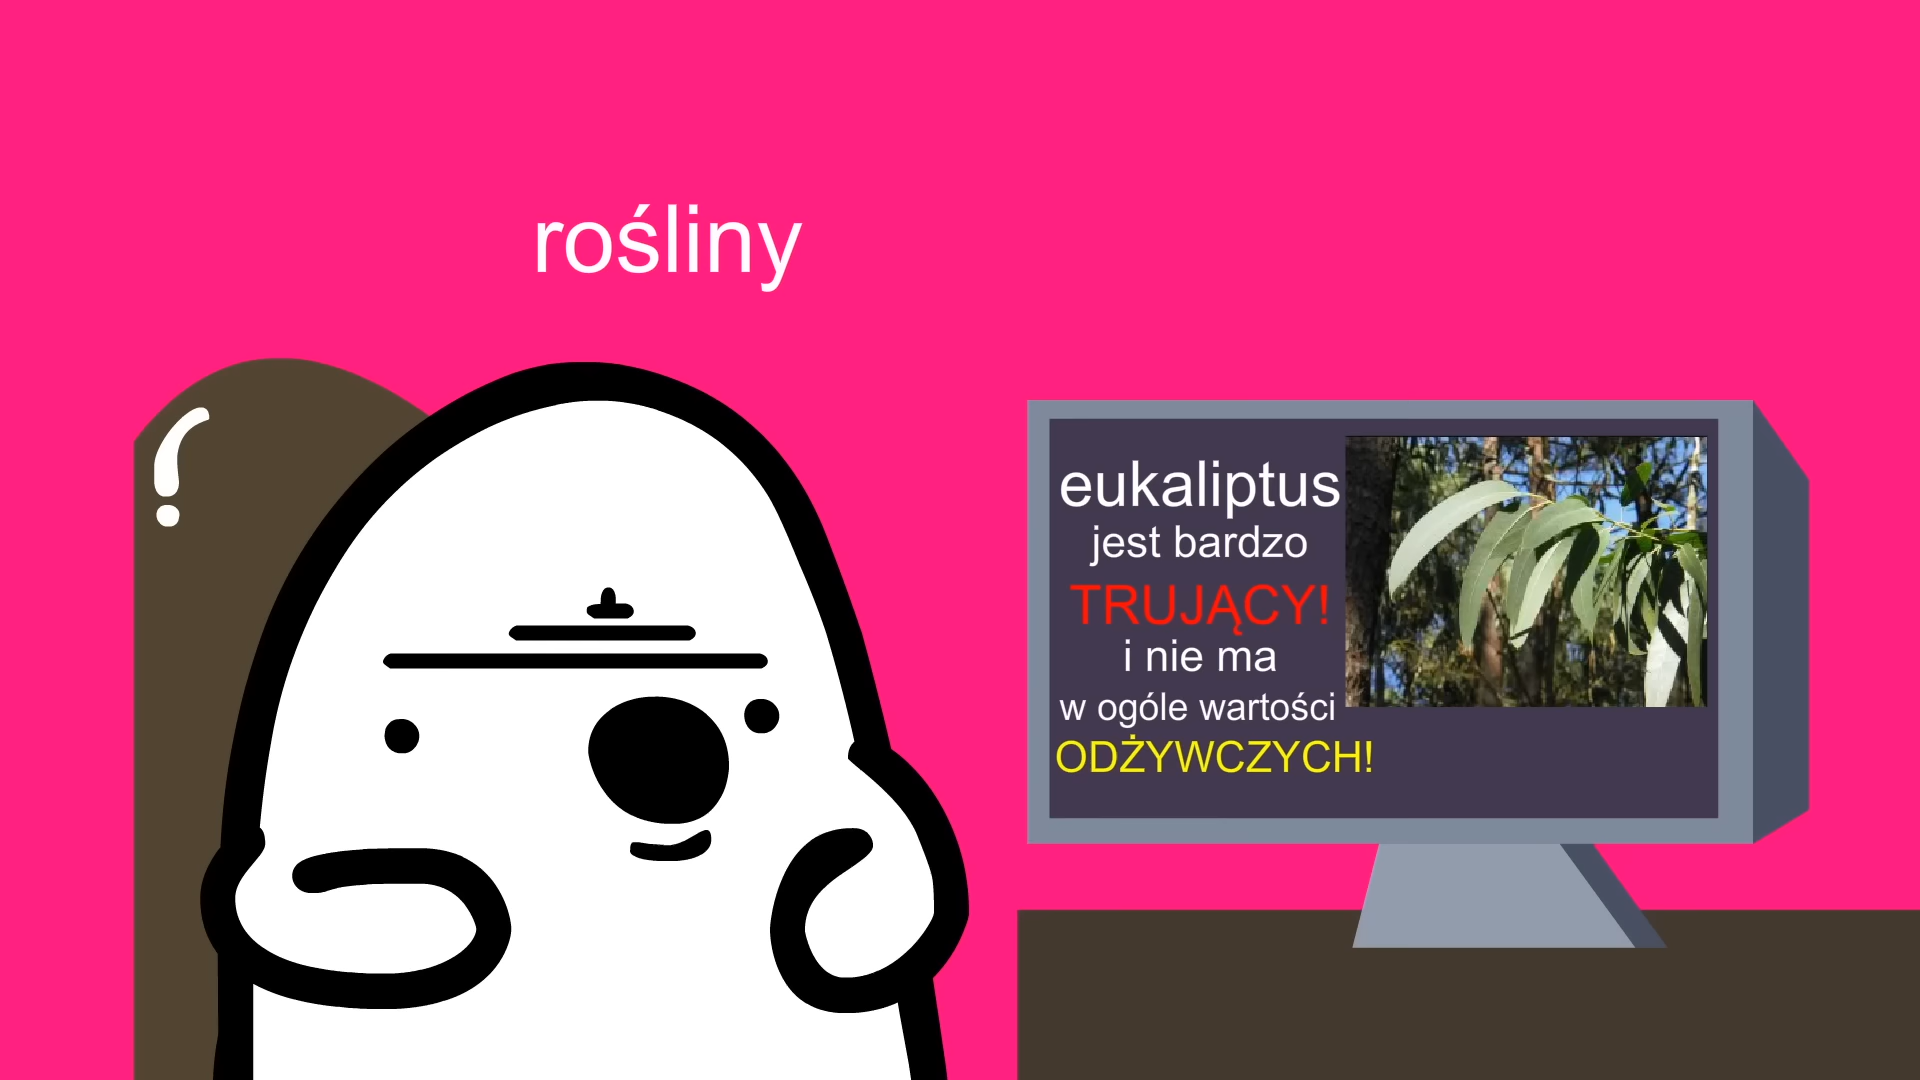 rośliny
eukaliptus
jest bardzo
TRUJĄCY!
i nie ma
w ogóle wartości
ODŻYWCZYCH!